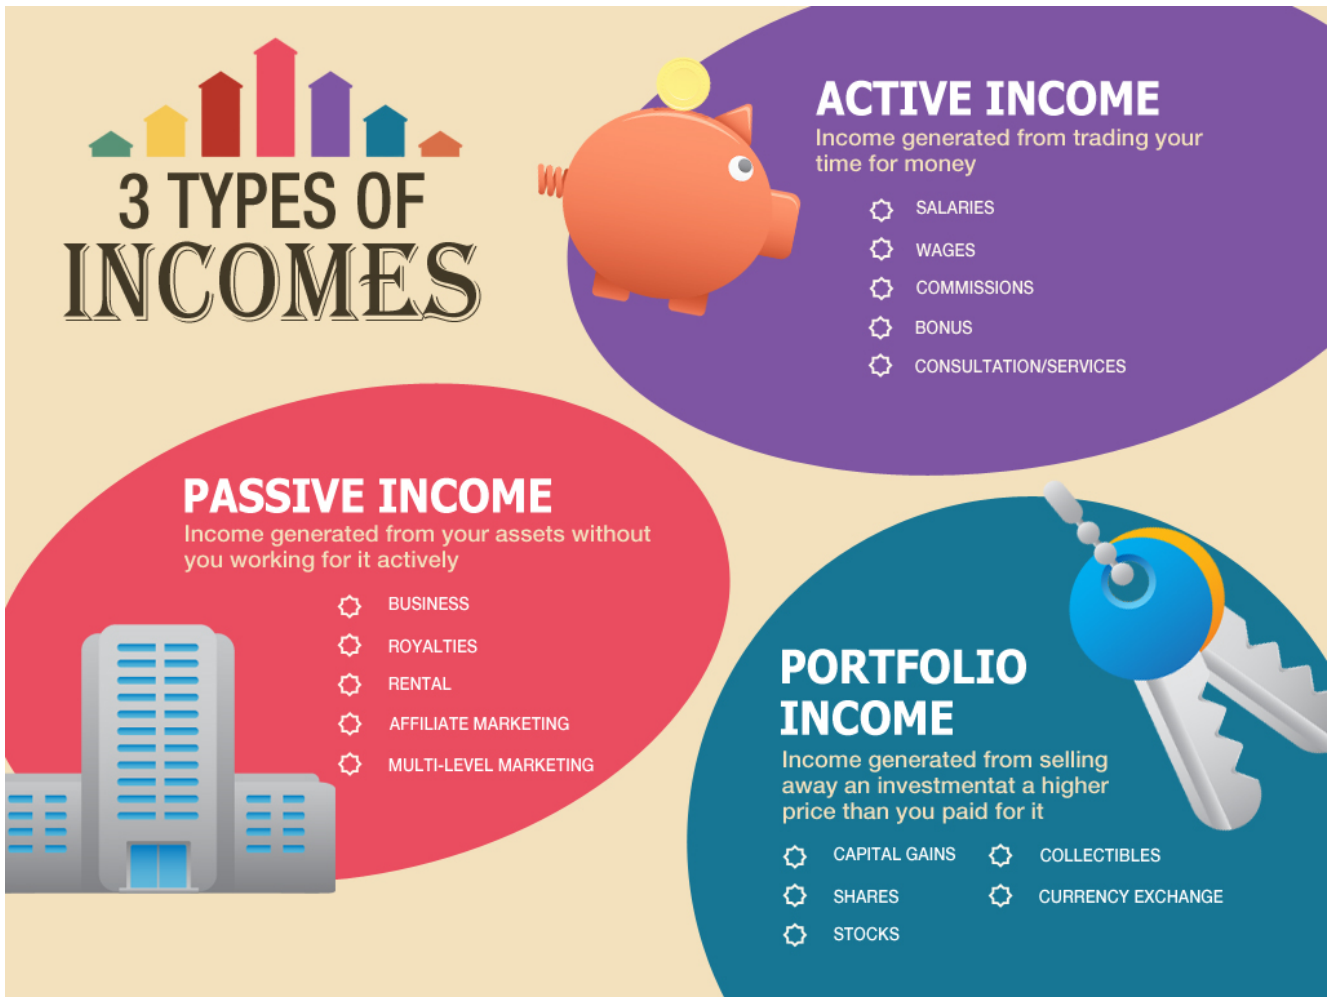 3 TYPES OF
INCOMES
ACTIVE INCOME
Income generated from trading your
time for money
SALARIES
WAGES
COMMISSIONS
BONUS
CONSULTATION/SERVICES
PASSIVE INCOME
Income generated from your assets without
you working for it actively
BUSINESS
ROYALTIES
RENTAL
AFFILIATE MARKETING
MULTI-LEVEL MARKETING
PORTFOLIO
INCOME
Income generated from selling
away an investmentat a higher
price than you paid for it
CAPITAL GAINS
SHARES
STOCKS
COLLECTIBLES
CURRENCY EXCHANGE